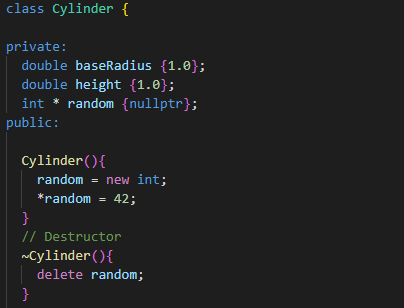 class Cylinder {
private:
double baseRadius {1.0};
double height {1.0};
int * random {nullptr};
public:
Cylinder(){
random = new int;
*random = 42;
}
// Destructor
~Cylinder(){
delete random;
}